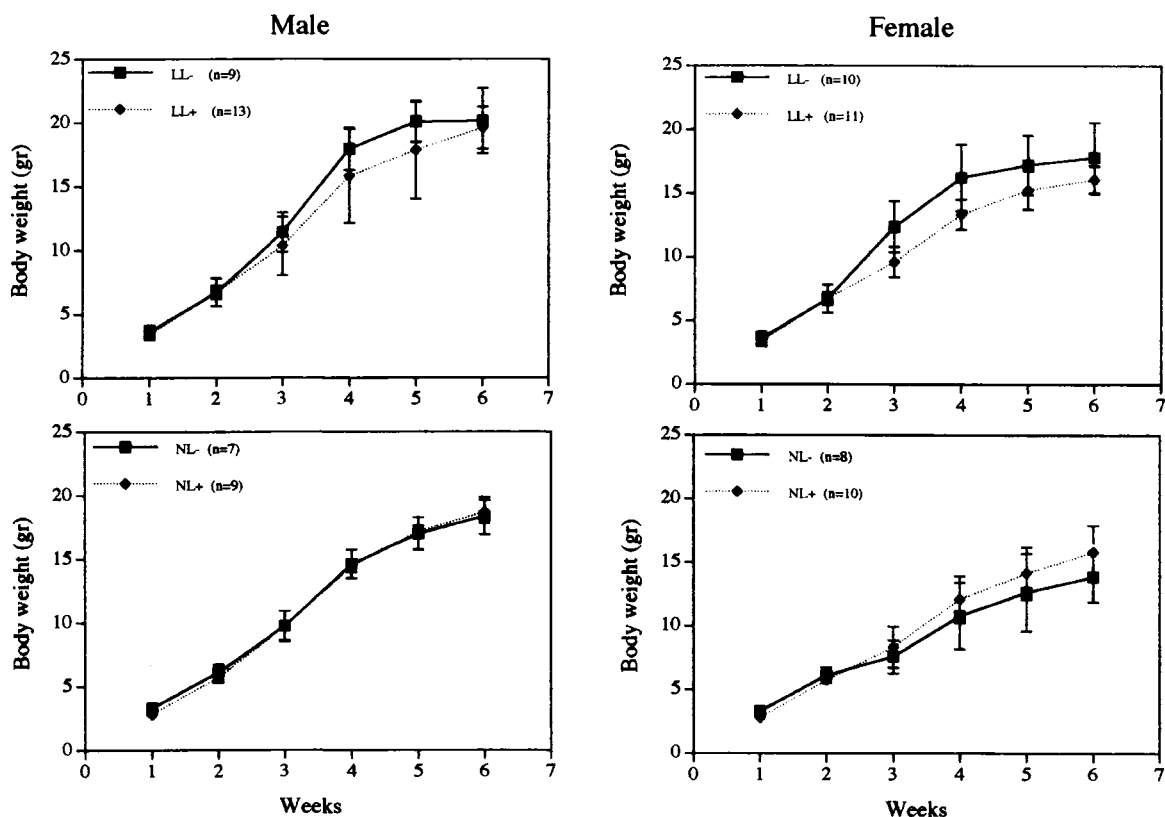 Male
25
20
15
10
5
0
Body weight (gr)
LL- (n=9)
LL+ (n=13)
0 1 2 3 4 5 6 7
Female
25
20
15
10
5
0
Body weight (gr)
LL- (n=10)
LL+ (n=11)
0 1 2 3 4 5 6 7
25
20
15
10
5
0
Body weight (gr)
NL- (n=7)
NL+ (n=9)
0 1 2 3 4 5 6 7
Weeks
25
20
15
10
5
0
Body weight (gr)
NL- (n=8)
NL+ (n=10)
0 1 2 3 4 5 6 7
Weeks